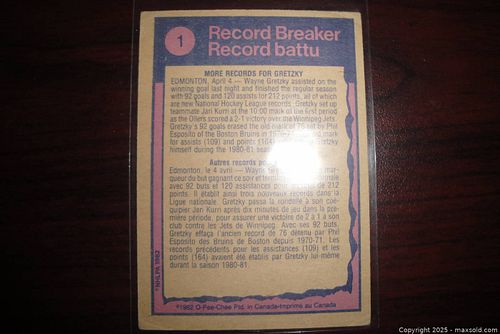 1
Record Breaker
Record battu
MORE RECORDS FOR GRETZKY
EDMONTON, April 4 — Wayne Gretzky assisted on the
winning goal last night and finished the regular season
with 92 goals and 120 assists for 212 points, all of which
are new National Hockey League records. Gretzky set up
teammate Jari Kurri at the 10:00 mark of the first period
as the Oilers scored a 2-1 victory over the Winnipeg Jets.
Gretzky's 92 goals erased the old mark of 76 set by Phil
Esposito of the Boston Bruins in mark
for assists (109) and points (164)
himself during the 1980-81
Autres records
Edmonton, le 4 avril — Wayne
marqueur du but gagnant ce soir et
avec 92 buts et 120 assistances 212
points. Il établit ainsi trois nouveaux records dans la
Ligue nationale. Gretzky passa la rondelle à son
coéquipier Jari Kurri après dix minutes de jeu dans la pre-
mière période, pour assurer une victoire de 2 à 1 à son
club contre les Jets de Winnipeg. Avec ses 92 buts,
Gretzky effaça l'ancien record de 76 détenu par Phil
Esposito des Bruins de Boston depuis 1970-71. Les
records précédents pour les assistances (109) et les
points (164) avaient été établis par Gretzky lui-même
durant la saison 1980-81.
*NHLPA 1982
*1982 O-Pee-Chee Ptd. in Canada-Imprimé au Canada
Copyright 2025 - maxsold.com